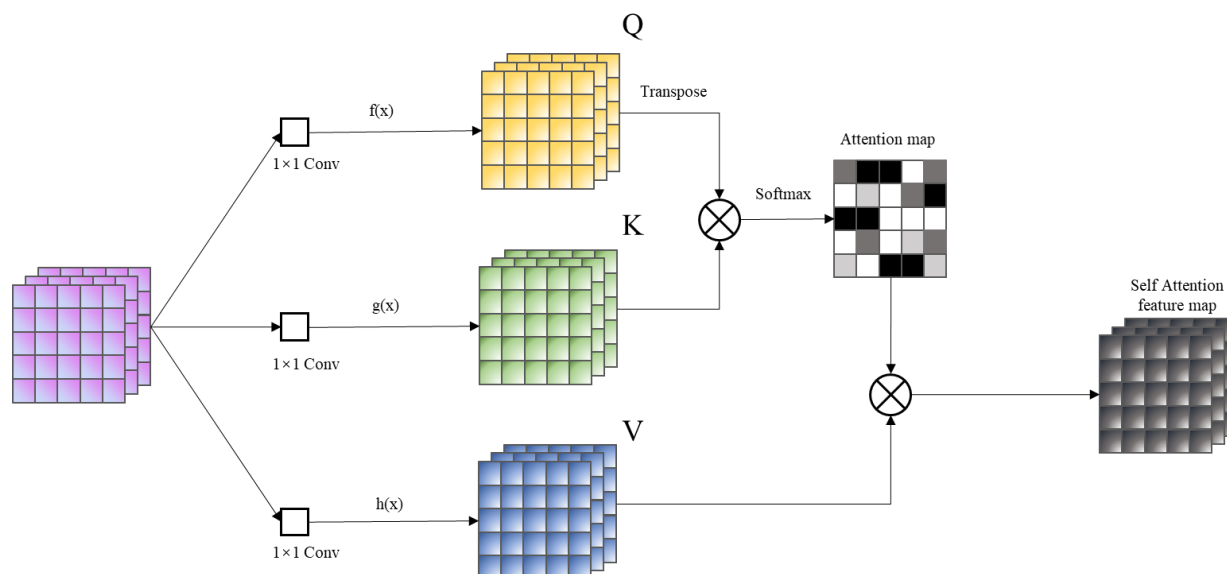 Q
f(x)
Transpose
1×1 Conv
Attention map
Softmax
K
g(x)
1×1 Conv
Self Attention
feature map
V
h(x)
1×1 Conv